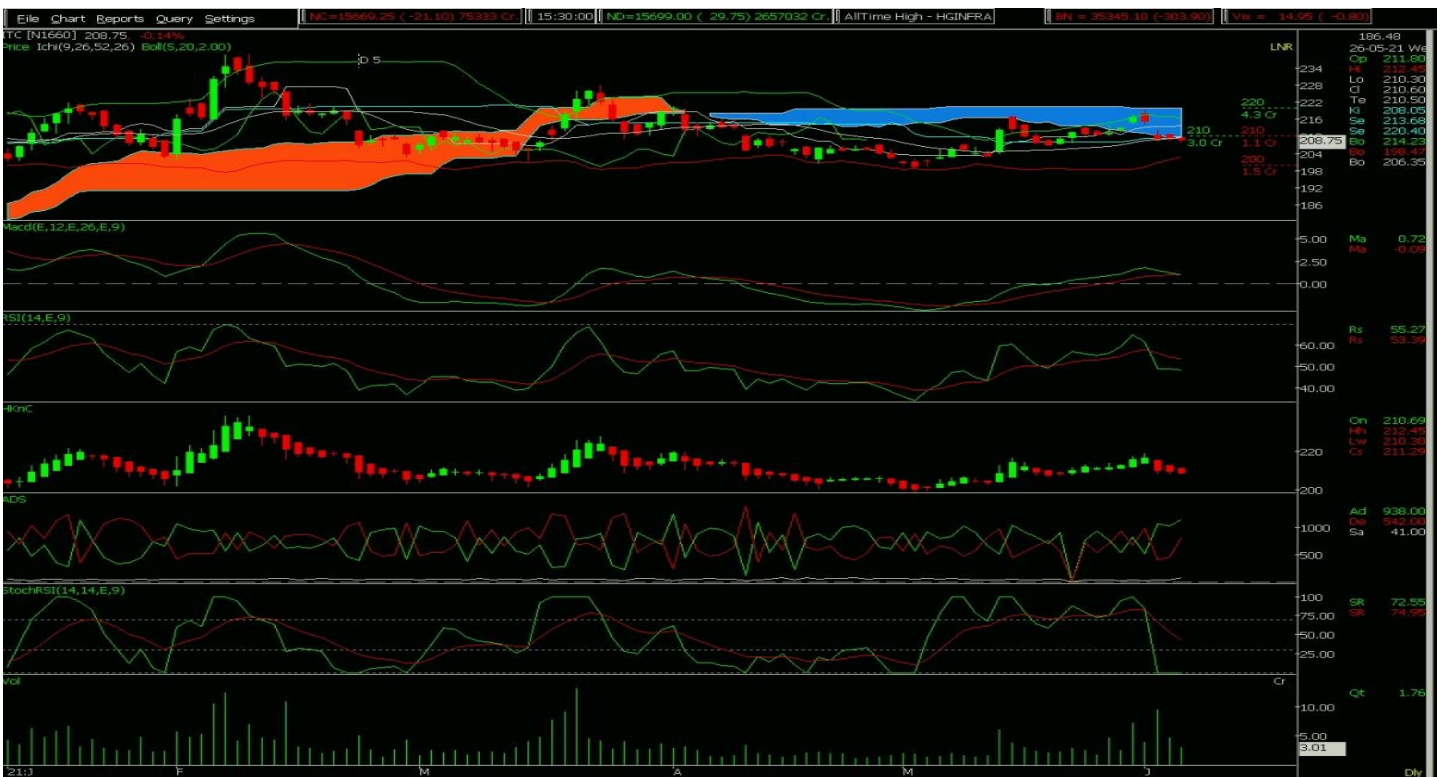 File Chart Reports Query Settings
NC=15669.25 ( -21.10) 75333 Cr.
15:30:00
ND=15699.00 ( 29.75) 2657032 Cr.
AllTime High - HGINFRA
BN = 35345.10 (-303.90)
Vix = 14.95 ( -0.80)
ITC [N1660] 208.75, -0.14%
Price Ichi(9,26,52,26) Boll(S,20,2.00)
D 5
LNR
186.48
26-05-21 We
Op 211.80
Hi 212.45
Lo 210.30
Cl 210.60
Te 210.50
Ki 208.05
Se 213.68
Se 220.40
Bo 214.23
Bo 198.47
Bo 206.35
234
228
222
216
208.75
204
198
192
186
220
4.3 Cr
210
3.0 Cr
210
1.1 Cr
200
1.5 Cr
Macd(E,12,E,26,E,9)
5.00
2.50
0.00
Ma 0.72
Ma -0.09
RSI(14,E,9)
60.00
50.00
40.00
Rs 55.27
Rs 53.39
HKnC
220
200
On 210.69
Hh 212.45
Lw 210.30
Cs 211.29
ADS
1000
500
Ad 938.00
De 542.00
Sa 41.00
StochRSI(14,14,E,9)
100
75.00
50.00
25.00
SR 72.55
SR 74.95
Vol
Cr
10.00
5.00
3.01
Qt 1.76
21:J F M A M J
Dly